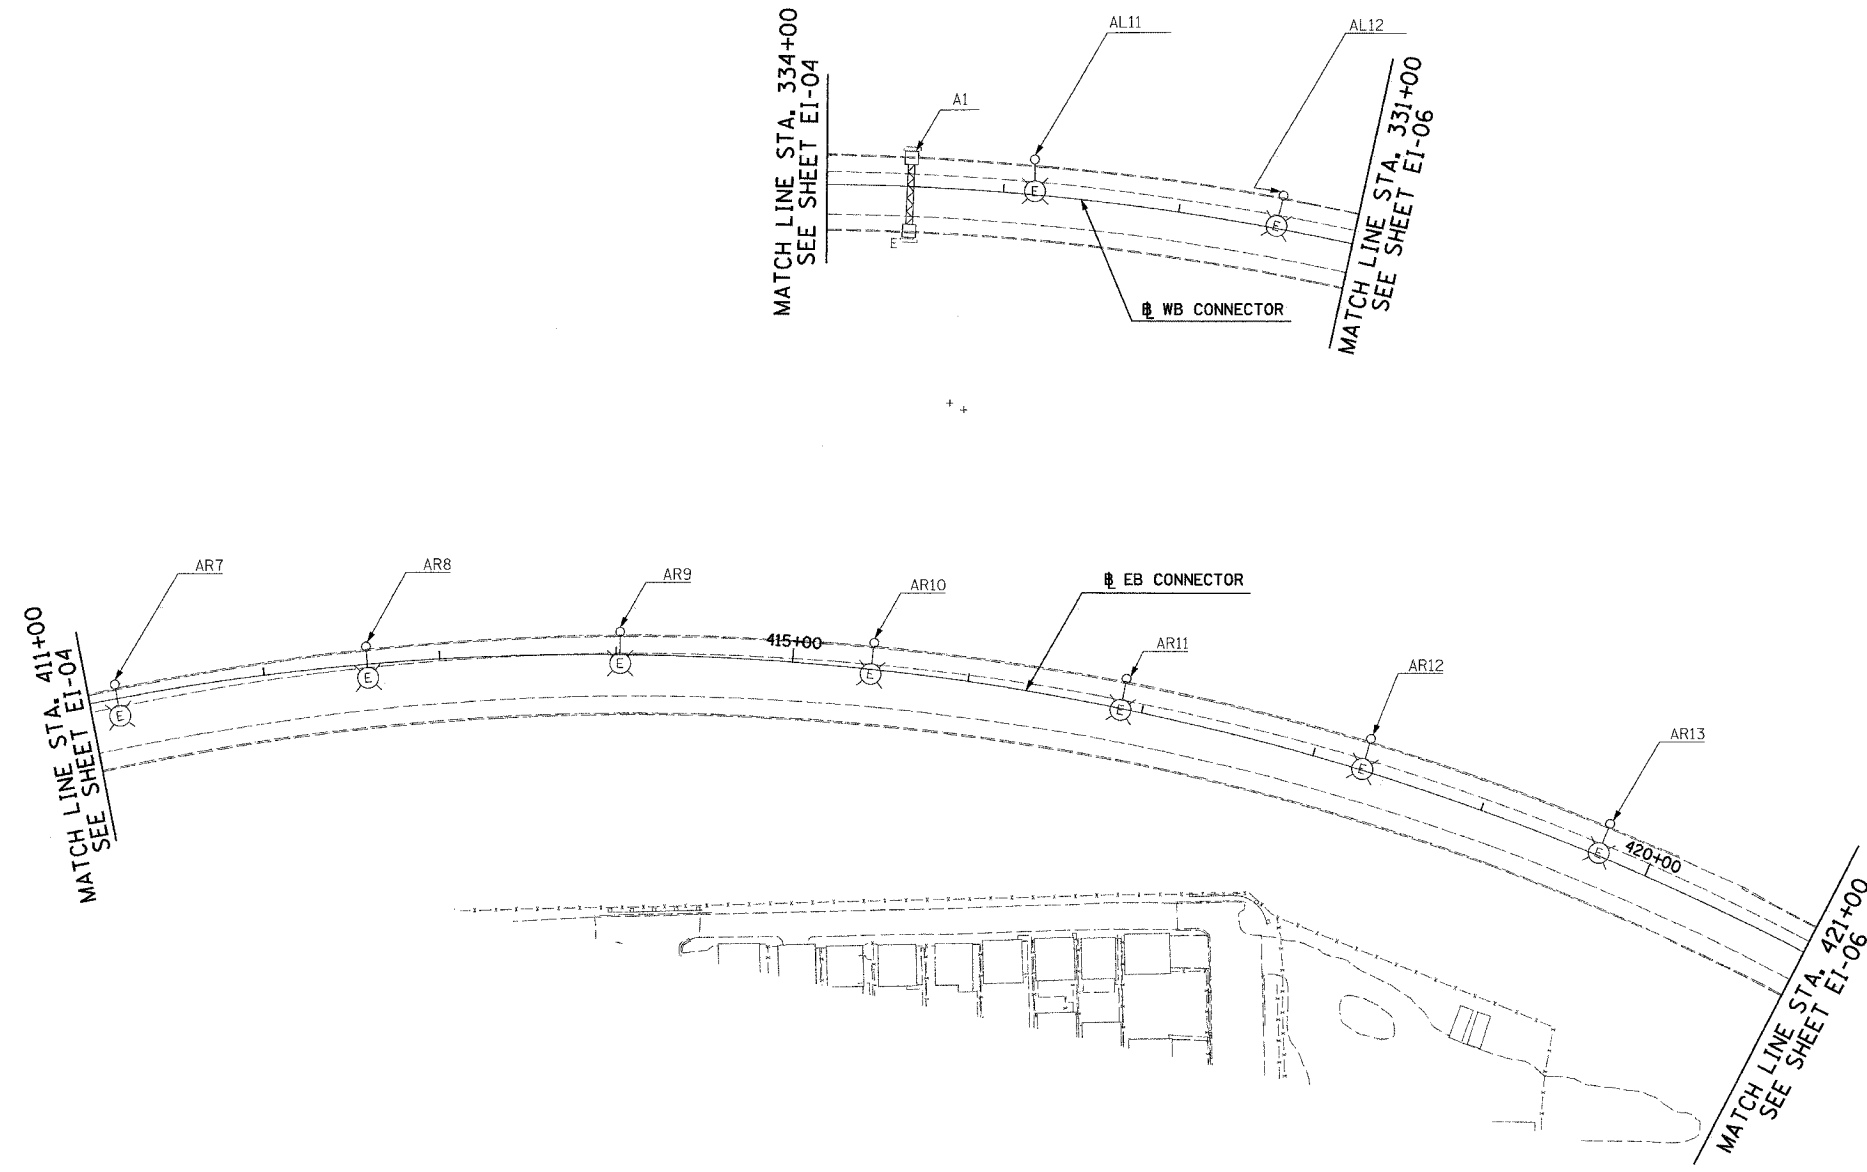 MATCH LINE STA. 334+00
SEE SHEET EI-04
A1
AL11
AL12
MATCH LINE STA. 331+00
SEE SHEET EI-06
E
E
E
℄ WB CONNECTOR
MATCH LINE STA. 411+00
SEE SHEET EI-04
AR7
AR8
AR9
AR10
℄ EB CONNECTOR
AR11
AR12
AR13
415+00
420+00
E
E
E
E
E
E
E
MATCH LINE STA. 421+00
SEE SHEET EI-06